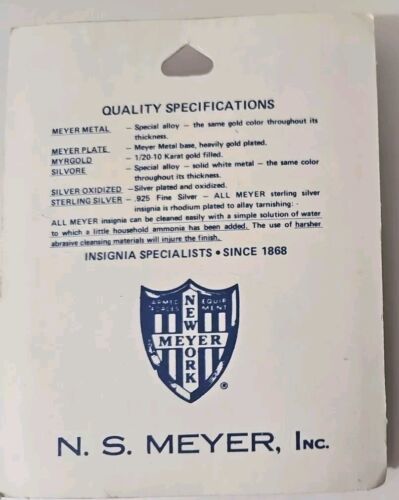 QUALITY SPECIFICATIONS
MEYER METAL – Special alloy – the same gold color throughout its
thickness.
MEYER PLATE – Meyer Metal base, heavily gold plated.
MYRGOLD – 1/20-10 Karat gold filled.
SILVORE – Special alloy – solid white metal – the same color
throughout its thickness.
SILVER OXIDIZED – Silver plated and oxidized.
STERLING SILVER – .925 Fine Silver – ALL MEYER sterling silver
insignia is rhodium plated to allay tarnishing.
ALL MEYER insignia can be cleaned easily with a simple solution of water
to which a little household ammonia has been added. The use of harsher
abrasive cleansing materials will injure the finish.
INSIGNIA SPECIALISTS • SINCE 1868
ARMED FORCES EQUIPMENT
NEW YORK
MEYER
®
N. S. MEYER, INC.